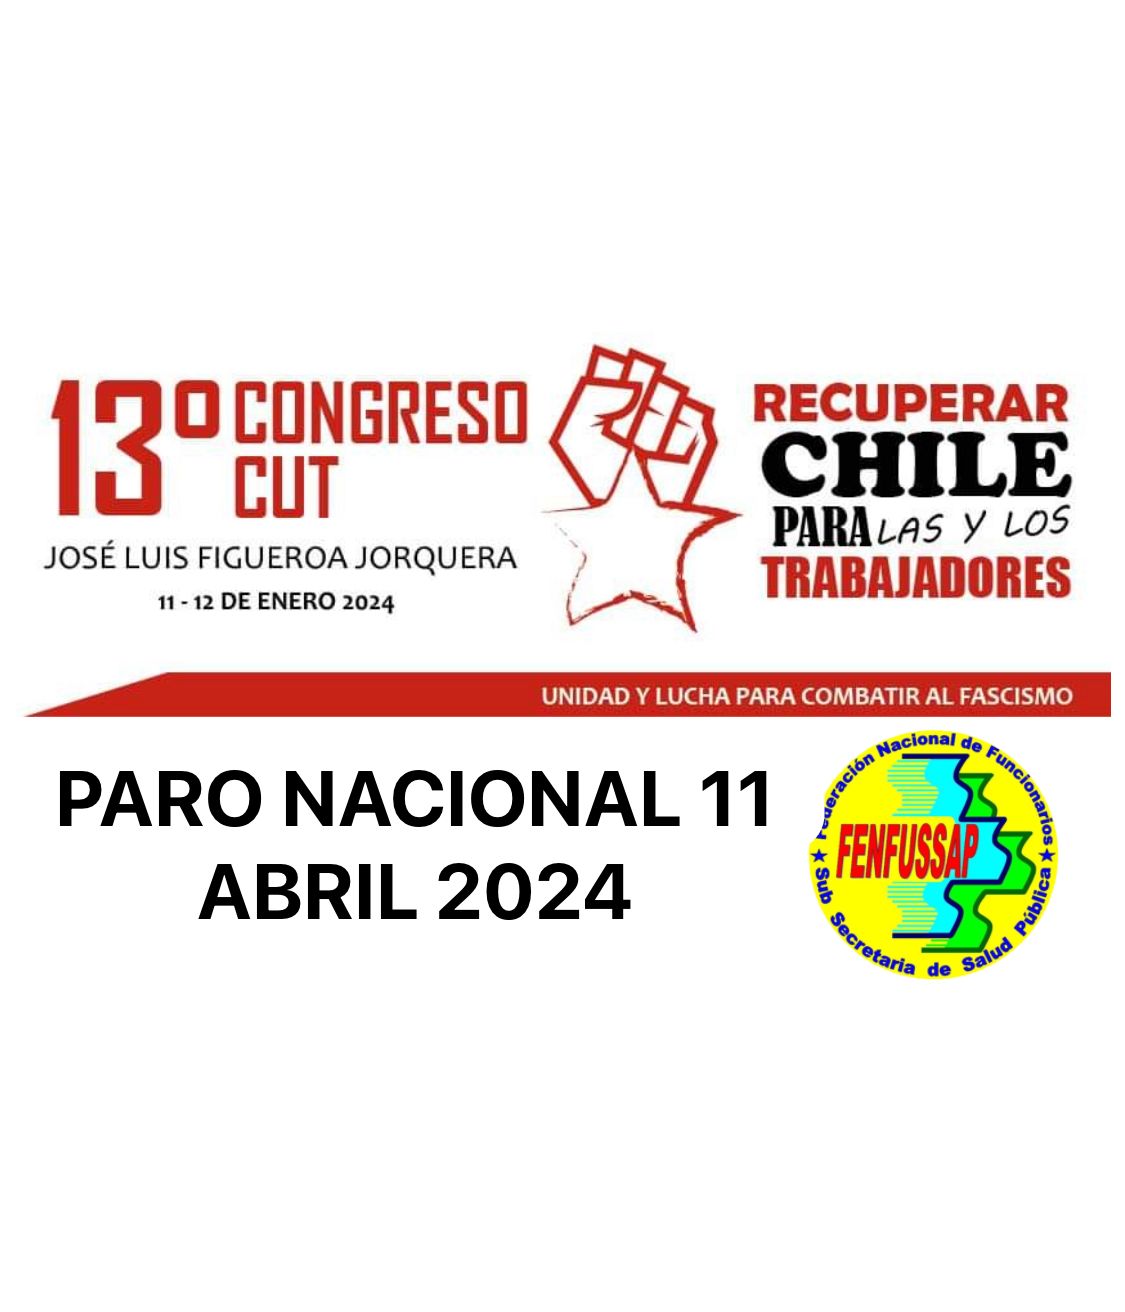 13º CONGRESO
CUT
JOSÉ LUIS FIGUEROA JORQUERA
11 - 12 DE ENERO 2024
RECUPERAR
CHILE
PARA LAS Y LOS
TRABAJADORES
UNIDAD Y LUCHA PARA COMBATIR AL FASCISMO
PARO NACIONAL 11
ABRIL 2024
Federación Nacional de Funcionarios
FENFUSSAP
Sub Secretaria de Salud Pública